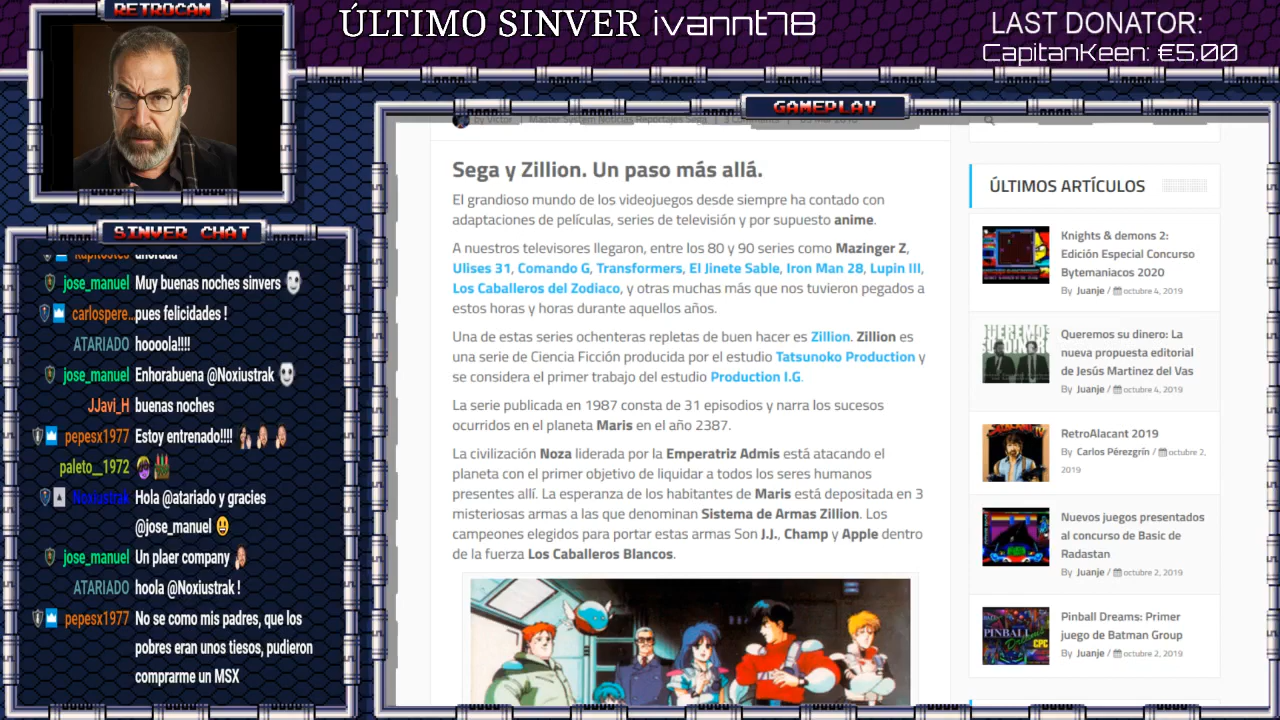 RETROCAM
ÚLTIMO SINVER ivannt78
LAST DONATOR:
CapitanKeen: €5.00
GAMEPLAY
SINVER CHAT
jose_manuel Muy buenas noches sinvers
carlospere... pues felicidades !
ATARIADO hoooola!!!!
jose_manuel Enhorabuena @Noxiustrak
JJavi_H buenas noches
pepesx1977 Estoy entrenado!!!!
paleto__1972
Noxiustrak Hola @atariado y gracies
@jose_manuel
jose_manuel Un plaer company
ATARIADO hoola @Noxiustrak !
pepesx1977 No se como mis padres, que los
pobres eran unos tiesos, pudieron
comprarme un MSX
Sega y Zillion. Un paso más allá.
El grandioso mundo de los videojuegos desde siempre ha contado con
adaptaciones de películas, series de televisión y por supuesto anime.
A nuestros televisores llegaron, entre los 80 y 90 series como Mazinger Z,
Ulises 31, Comando G, Transformers, El Jinete Sable, Iron Man 28, Lupin III,
Los Caballeros del Zodiaco, y otras muchas más que nos tuvieron pegados a
estos horas y horas durante aquellos años.
Una de estas series ochenteras repletas de buen hacer es Zillion. Zillion es
una serie de Ciencia Ficción producida por el estudio Tatsunoko Production y
se considera el primer trabajo del estudio Production I.G.
La serie publicada en 1987 consta de 31 episodios y narra los sucesos
ocurridos en el planeta Maris en el año 2387.
La civilización Noza liderada por la Emperatriz Admis está atacando el
planeta con el primer objetivo de liquidar a todos los seres humanos
presentes allí. La esperanza de los habitantes de Maris está depositada en 3
misteriosas armas a las que denominan Sistema de Armas Zillion. Los
campeones elegidos para portar estas armas Son J.J., Champ y Apple dentro
de la fuerza Los Caballeros Blancos.
ÚLTIMOS ARTÍCULOS
Knights & demons 2:
Edición Especial Concurso
Bytemaniacos 2020
By Juanje / octubre 4, 2019
Queremos su dinero: La
nueva propuesta editorial
de Jesús Martinez del Vas
By Juanje / octubre 4, 2019
RetroAlacant 2019
By Carlos Pérezgrín / octubre 2,
2019
Nuevos juegos presentados
al concurso de Basic de
Radastan
By Juanje / octubre 2, 2019
PINBALL
CPC
Pinball Dreams: Primer
juego de Batman Group
By Juanje / octubre 2, 2019